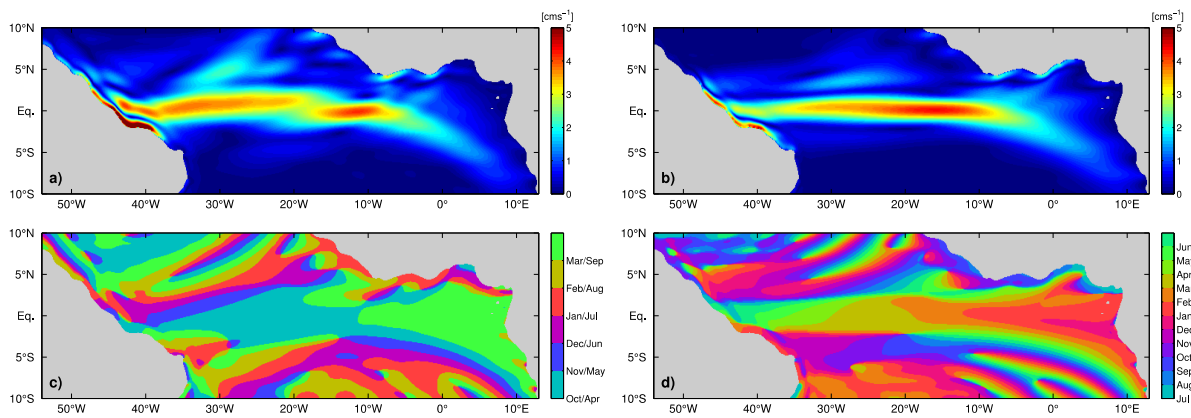 [cms⁻¹]
10°N
5°N
Eq.
5°S
10°S
a)
50°W 40°W 30°W 20°W 10°W 0° 10°E
5
4
3
2
1
0
[cms⁻¹]
10°N
5°N
Eq.
5°S
10°S
b)
50°W 40°W 30°W 20°W 10°W 0° 10°E
5
4
3
2
1
0
10°N
5°N
Eq.
5°S
10°S
c)
50°W 40°W 30°W 20°W 10°W 0° 10°E
Mar/Sep
Feb/Aug
Jan/Jul
Dec/Jun
Nov/May
Oct/Apr
10°N
5°N
Eq.
5°S
10°S
d)
50°W 40°W 30°W 20°W 10°W 0° 10°E
Jun
May
Apr
Mar
Feb
Jan
Dec
Nov
Oct
Sep
Aug
Jul